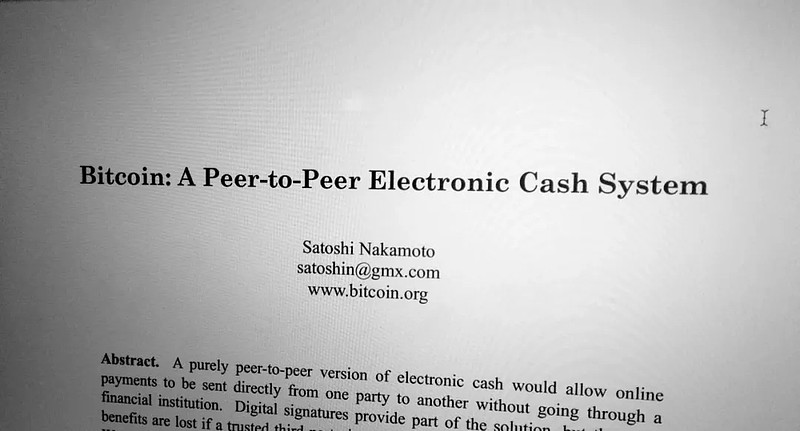 Bitcoin: A Peer-to-Peer Electronic Cash System
Satoshi Nakamoto
satoshin@gmx.com
www.bitcoin.org
Abstract. A purely peer-to-peer version of electronic cash would allow online
payments to be sent directly from one party to another without going through a
financial institution. Digital signatures provide part of the solution, but
benefits are lost if a trusted third